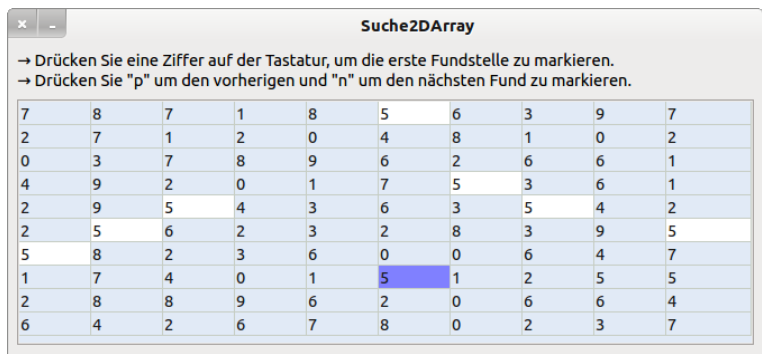 Suche2DArray
→ Drücken Sie eine Ziffer auf der Tastatur, um die erste Fundstelle zu markieren.
→ Drücken Sie "p" um den vorherigen und "n" um den nächsten Fund zu markieren.
7 8 7 1 8 5 6 3 9 7
2 7 1 2 0 4 8 1 0 2
0 3 7 8 9 6 2 6 6 1
4 9 2 0 1 7 5 3 6 1
2 9 5 4 3 6 3 5 4 2
2 5 6 2 3 2 8 3 9 5
5 8 2 3 6 0 0 6 4 7
1 7 4 0 1 5 1 2 5 5
2 8 8 9 6 2 0 6 6 4
6 4 2 6 7 8 0 2 3 7